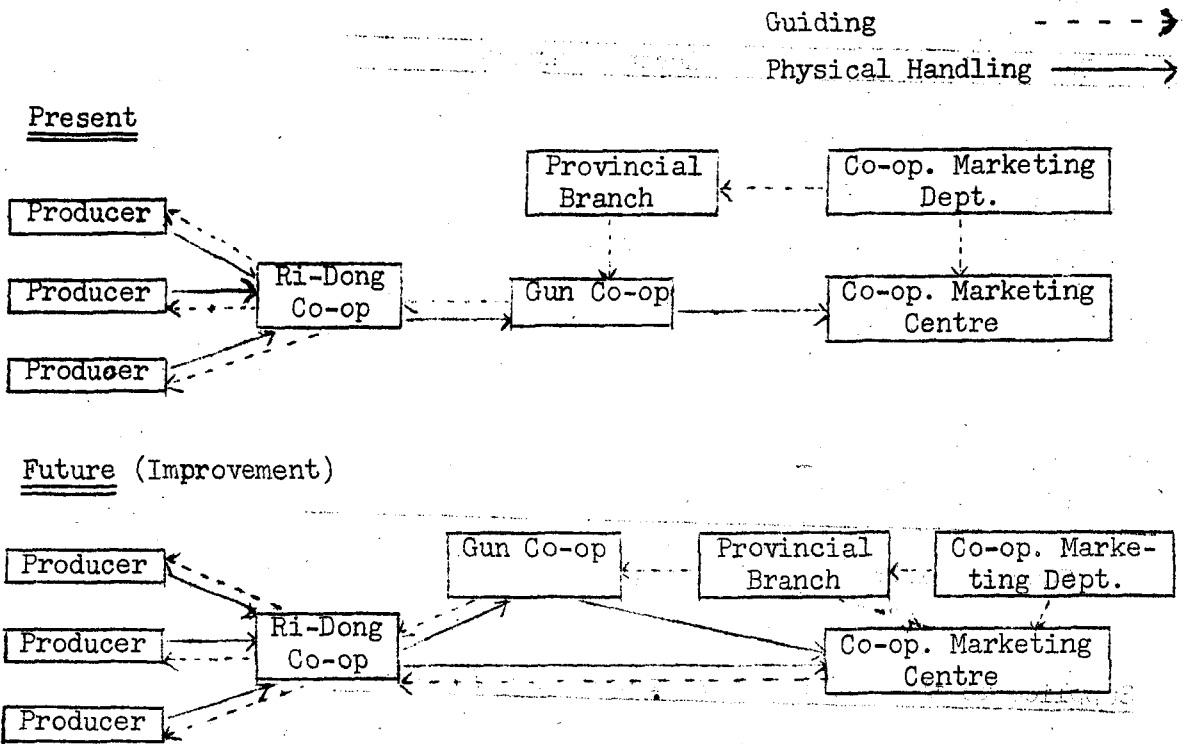 Guiding
Physical Handling
Present
Provincial
Branch
Co-op. Marketing
Dept.
Producer
Producer
Producer
Ri-Dong
Co-op
Gun Co-op
Co-op. Marketing
Centre
Future (Improvement)
Gun Co-op
Provincial
Branch
Co-op. Marke-
ting Dept.
Producer
Producer
Producer
Ri-Dong
Co-op
Co-op. Marketing
Centre